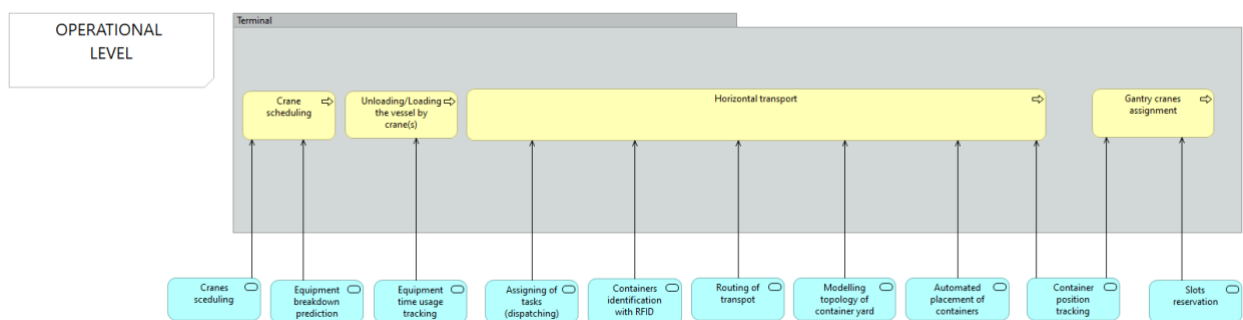 OPERATIONAL
LEVEL
Terminal
Crane
scheduling
Unloading/Loading
the vessel by
crane(s)
Horizontal transport
Gantry cranes
assignment
Cranes
sceduling
Equipment
breakdown
prediction
Equipment
time usage
tracking
Assigning of
tasks
(dispatching)
Containers
identification
with RFID
Routing of
transpot
Modelling
topology of
container yard
Automated
placement of
containers
Container
position
tracking
Slots
reservation